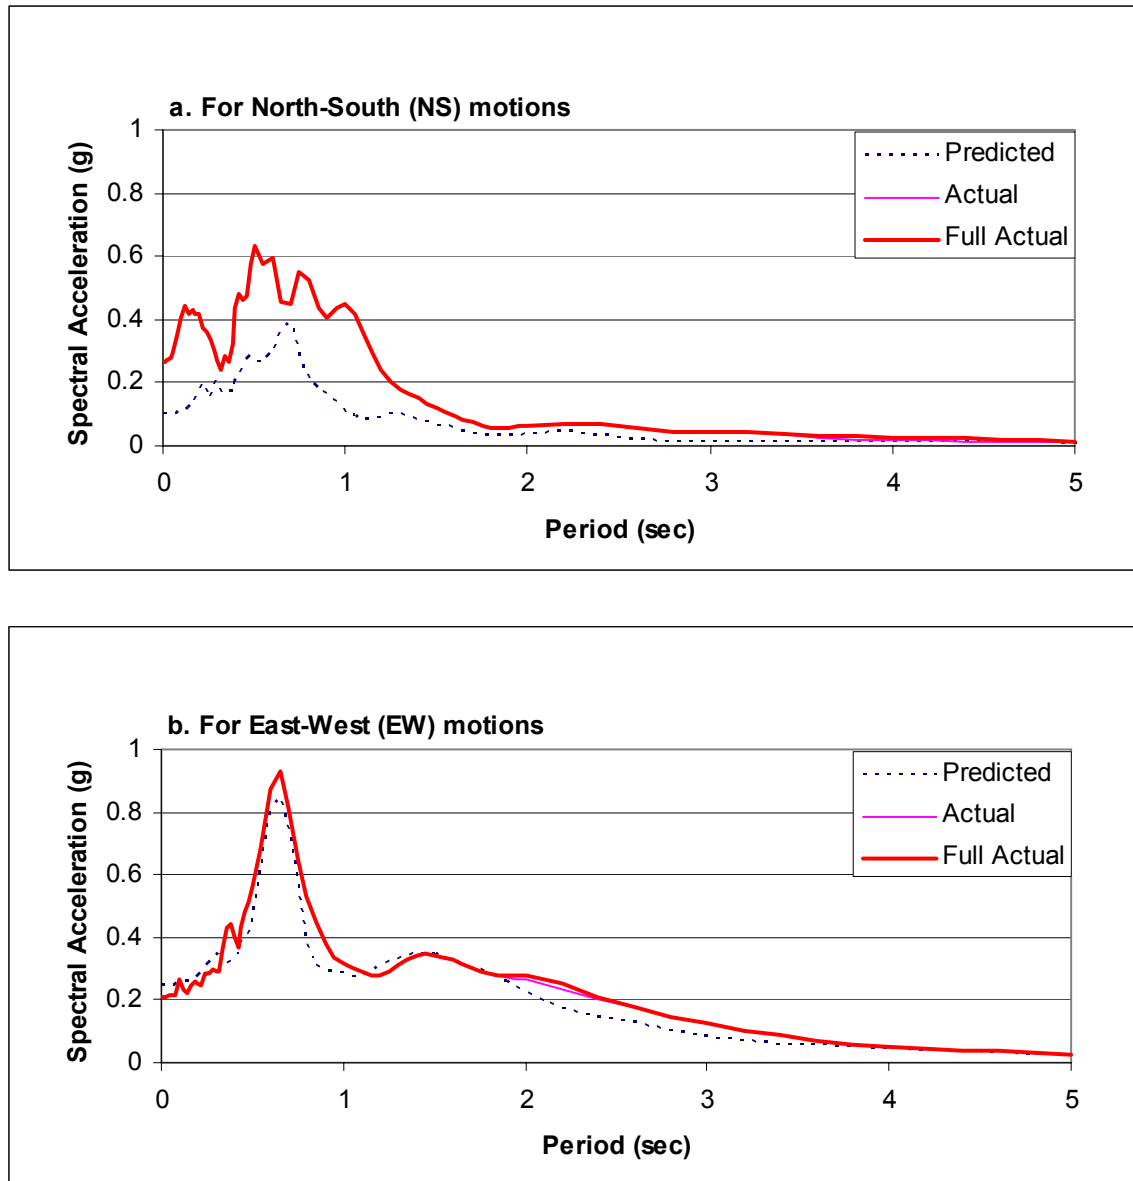 a. For North-South (NS) motions
Spectral Acceleration (g)
1
0.8
0.6
0.4
0.2
0
0 1 2 3 4 5
Period (sec)
Predicted
Actual
Full Actual
b. For East-West (EW) motions
Spectral Acceleration (g)
1
0.8
0.6
0.4
0.2
0
0 1 2 3 4 5
Period (sec)
Predicted
Actual
Full Actual